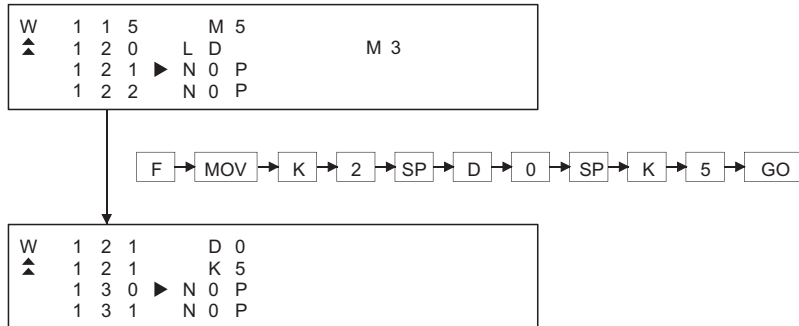 W 1 1 5 M 5
1 2 0 L D M 3
1 2 1 ▶ N 0 P
1 2 2 N 0 P
F MOV K 2 SP D 0 SP K 5 GO
W 1 2 1 D 0
1 2 1 K 5
1 3 0 ▶ N 0 P
1 3 1 N 0 P